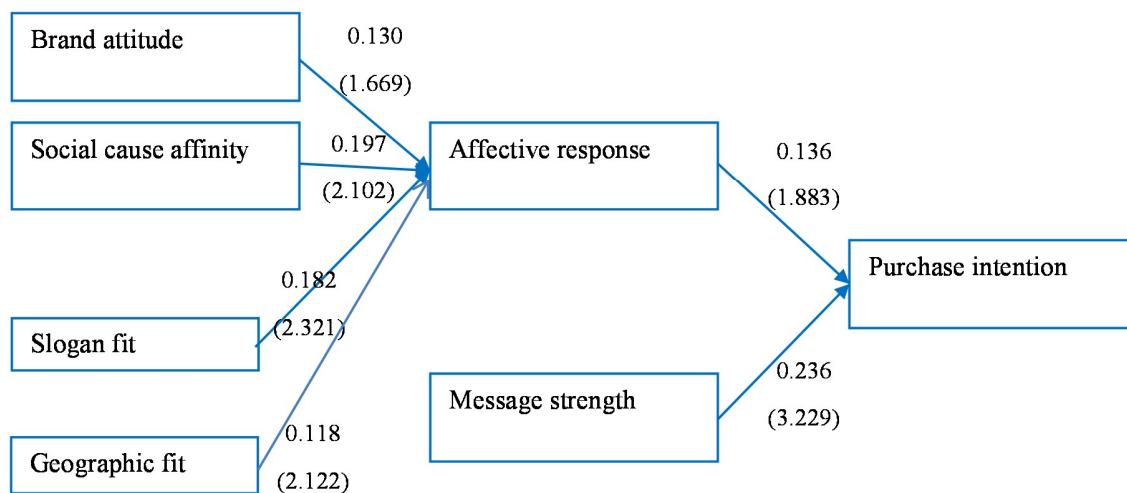 Brand attitude
0.130
(1.669)
Social cause affinity
0.197
(2.102)
Affective response
0.136
(1.883)
Purchase intention
0.182
(2.321)
Slogan fit
Message strength
0.236
(3.229)
0.118
(2.122)
Geographic fit